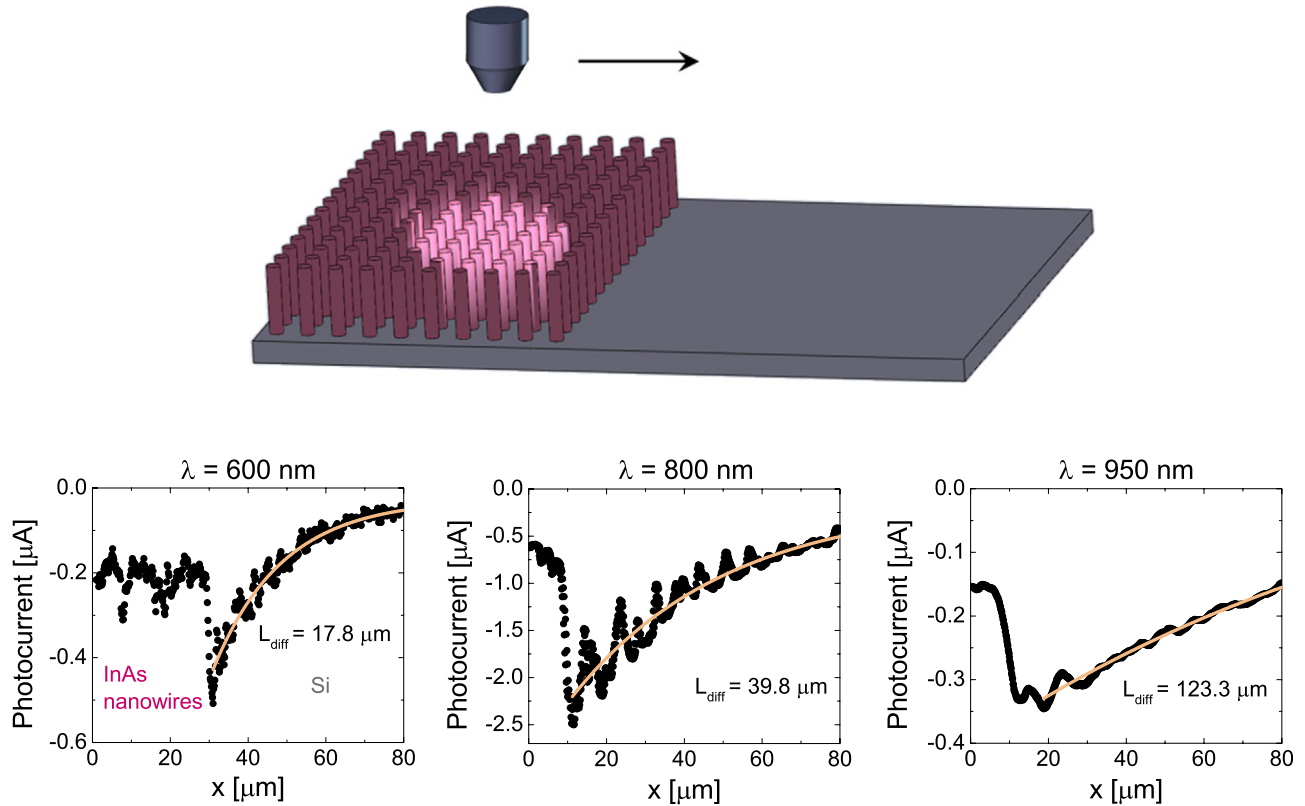 λ = 600 nm
0.0
-0.2
-0.4
-0.6
Photocurrent [μA]
InAs
nanowires
L_diff = 17.8 μm
Si
0 20 40 60 80
x [μm]
λ = 800 nm
0.0
-0.5
-1.0
-1.5
-2.0
-2.5
Photocurrent [μA]
L_diff = 39.8 μm
0 20 40 60 80
x [μm]
λ = 950 nm
0.0
-0.1
-0.2
-0.3
-0.4
Photocurrent [μA]
L_diff = 123.3 μm
0 20 40 60 80
x [μm]